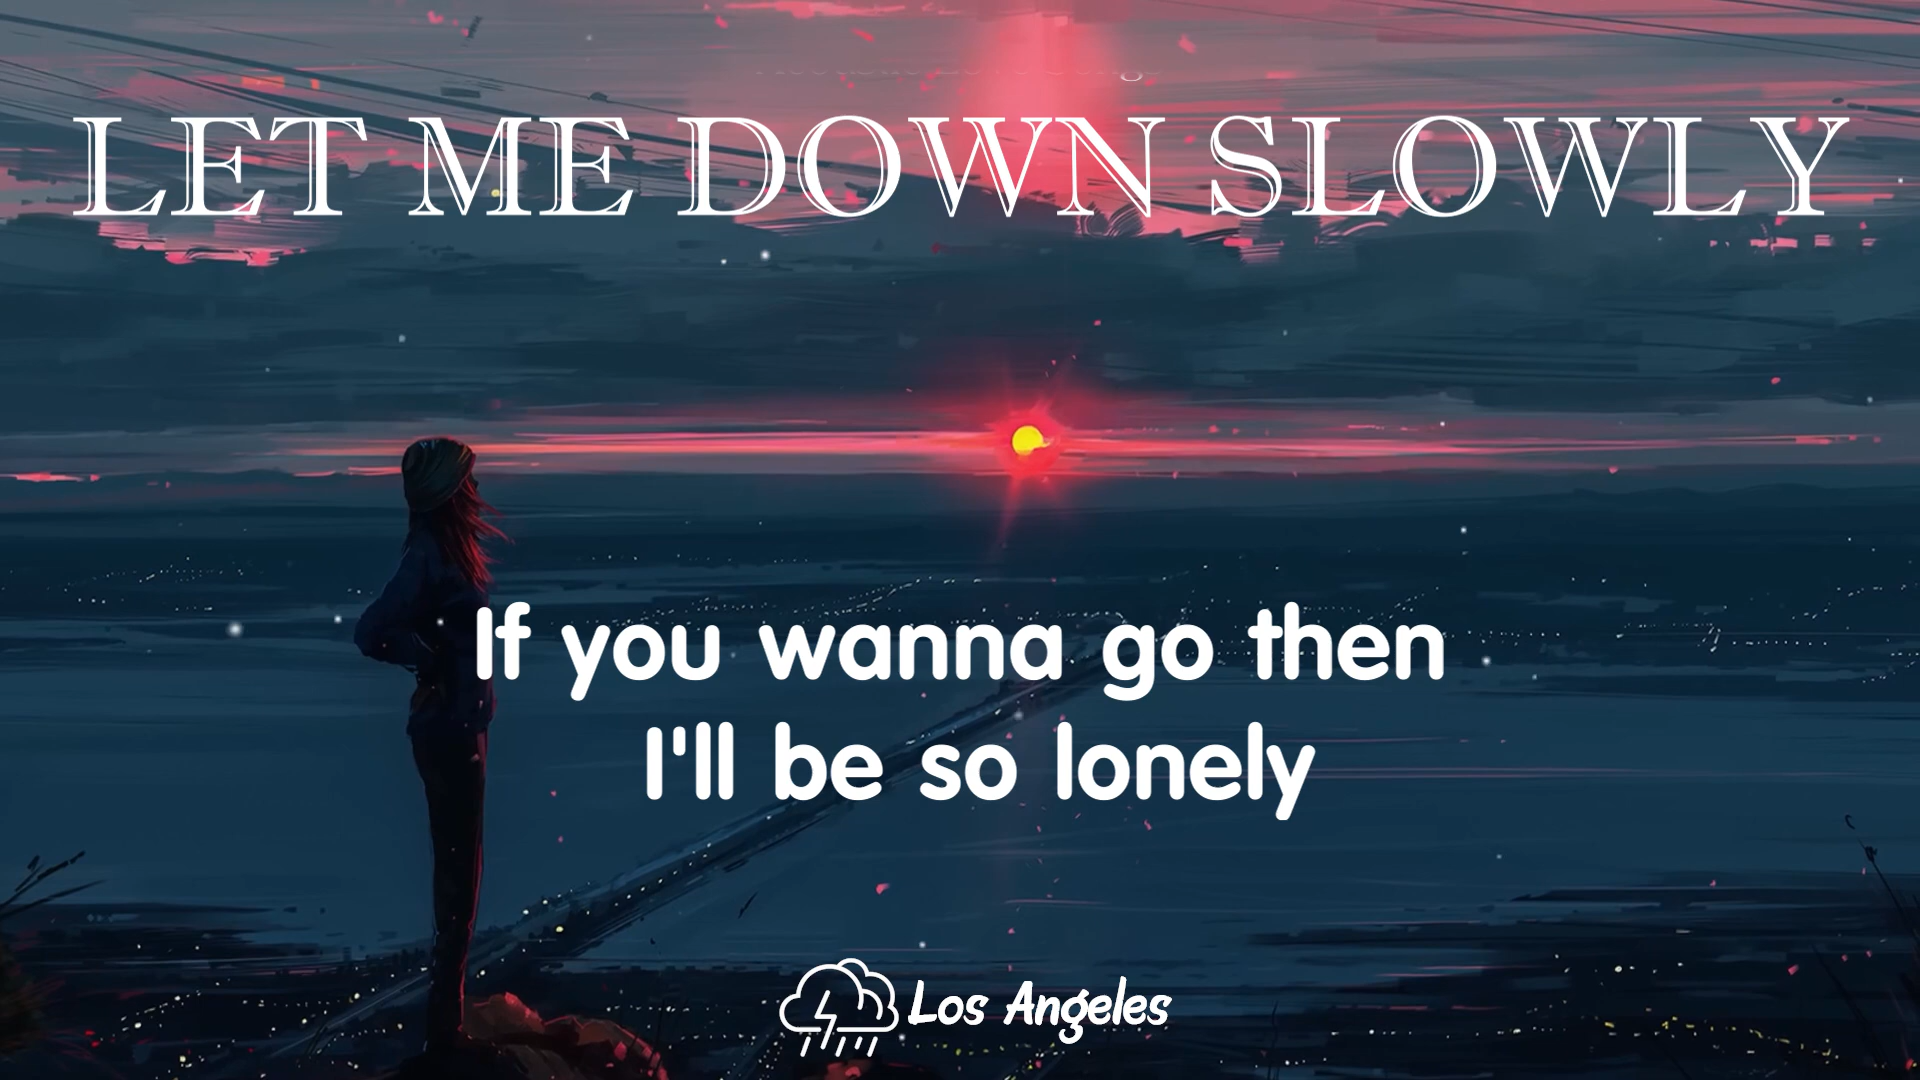 LET ME DOWN SLOWLY
If you wanna go then
I'll be so lonely
Los Angeles